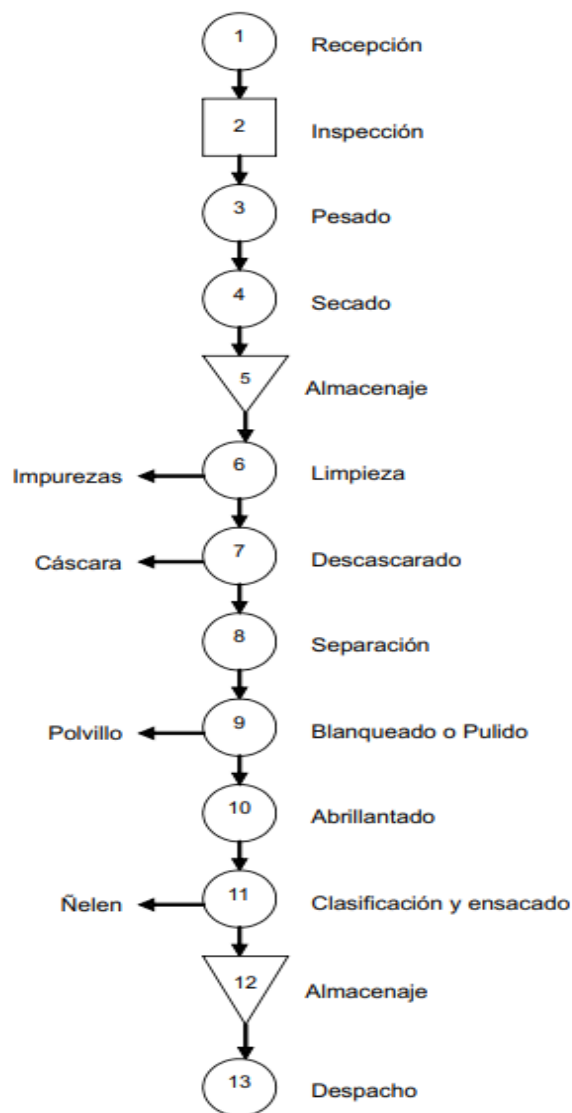 1 Recepción
2 Inspección
3 Pesado
4 Secado
5 Almacenaje
Impurezas 6 Limpieza
Cáscara 7 Descascarado
8 Separación
Polvillo 9 Blanqueado o Pulido
10 Abrillantado
Ñelen 11 Clasificación y ensacado
12 Almacenaje
13 Despacho